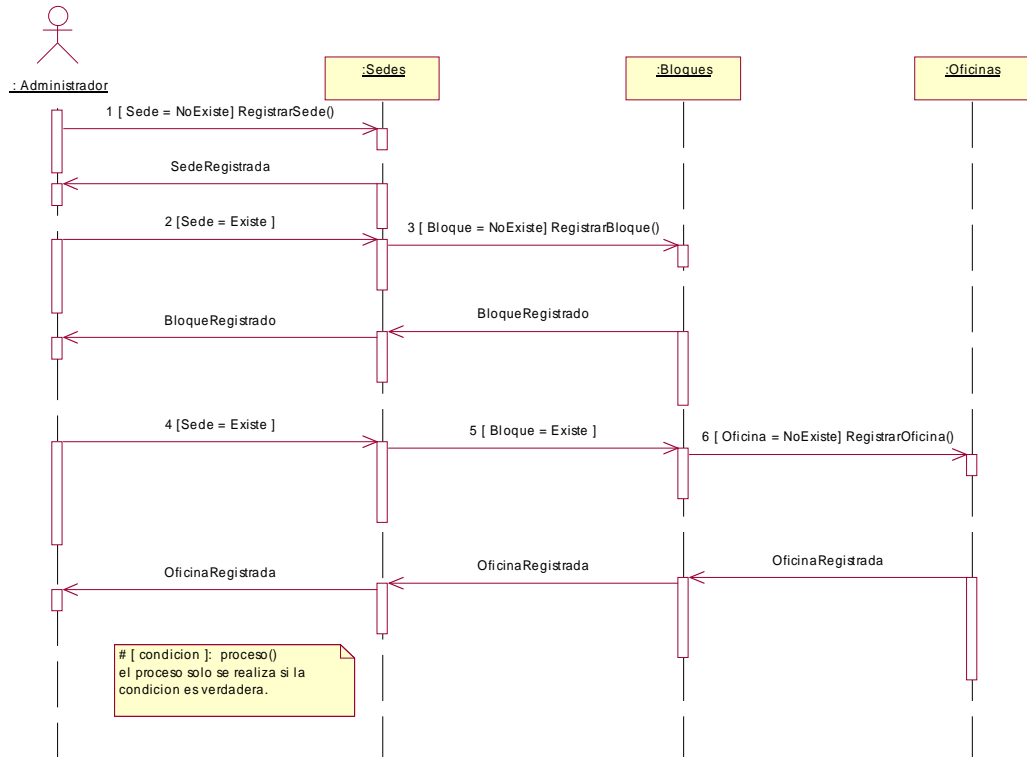 : Administrador
:Sedes
:Bloques
:Oficinas
1 [ Sede = NoExiste] RegistrarSede()
SedeRegistrada
2 [Sede = Existe ]
3 [ Bloque = NoExiste] RegistrarBloque()
BloqueRegistrado
BloqueRegistrado
4 [Sede = Existe ]
5 [ Bloque = Existe ]
6 [ Oficina = NoExiste] RegistrarOficina()
OficinaRegistrada
OficinaRegistrada
OficinaRegistrada
# [ condicion ]: proceso()
el proceso solo se realiza si la
condicion es verdadera.